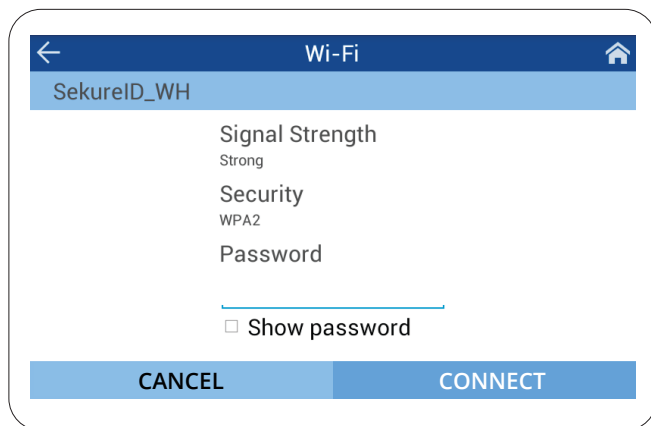 Wi-Fi
SekureID_WH
Signal Strength
Strong
Security
WPA2
Password
Show password
CANCEL CONNECT